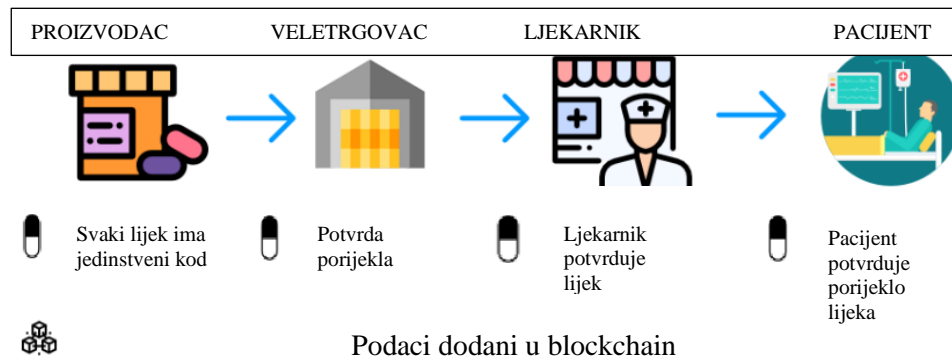 PROIZVODAC VELETRGOVAC LJEKARNIK PACIJENT
Svaki lijek ima
jedinstveni kod
Potvrda
porijekla
Ljekarnik
potvrduje
lijek
Pacijent
potvrduje
porijeklo
lijeka
Podaci dodani u blockchain